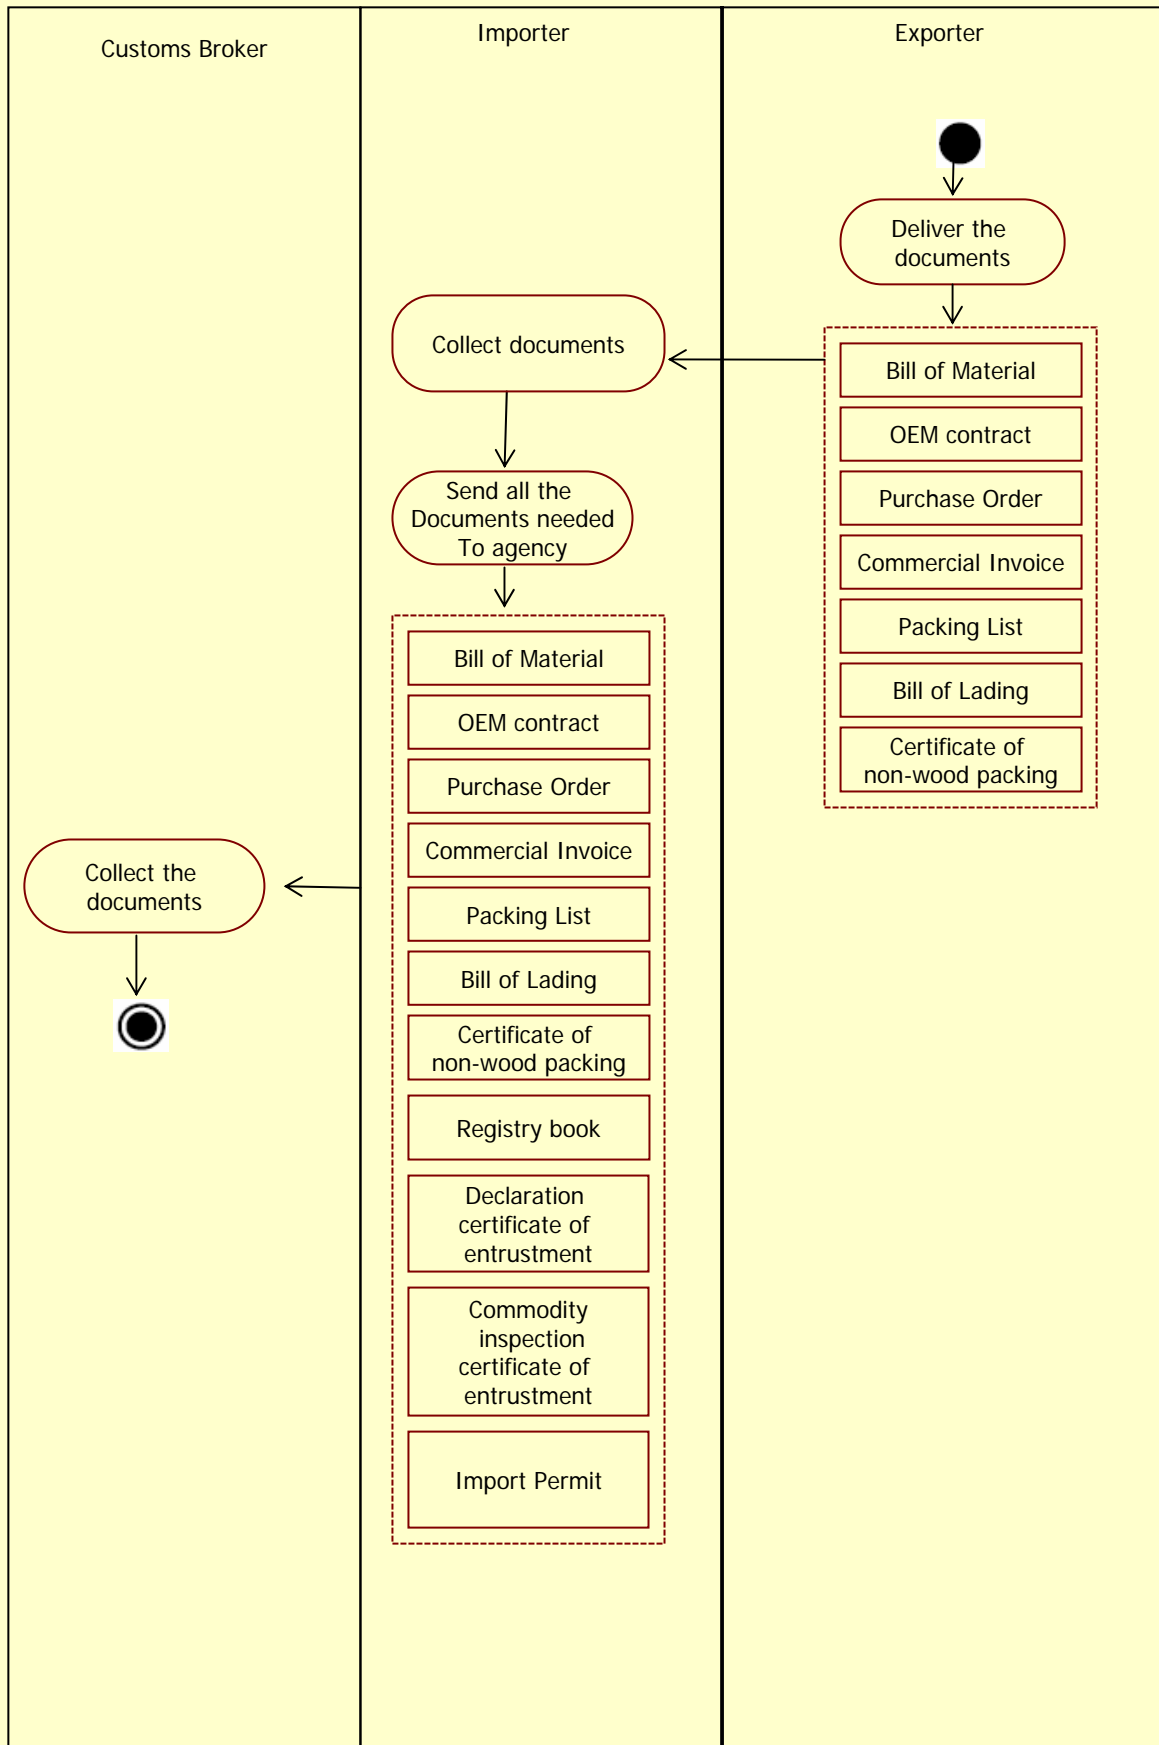 Customs Broker
Importer
Exporter
Deliver the
documents
Bill of Material
OEM contract
Purchase Order
Commercial Invoice
Packing List
Bill of Lading
Certificate of
non-wood packing
Collect documents
Send all the
Documents needed
To agency
Bill of Material
OEM contract
Purchase Order
Commercial Invoice
Packing List
Bill of Lading
Certificate of
non-wood packing
Registry book
Declaration
certificate of
entrustment
Commodity
inspection
certificate of
entrustment
Import Permit
Collect the
documents